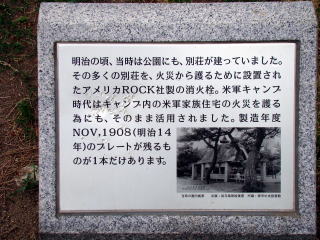 明治の頃、当時は公園にも、別荘が建っていました。
その多くの別荘を、火災から護るために設置され
たアメリカROCK社製の消火栓。米軍キャンプ
時代はキャンプ内の米軍家族住宅の火災を護る
為にも、そのまま活用されました。製造年度
NOV,1908(明治14
年)のプレートが残るも
のが1本だけあります。